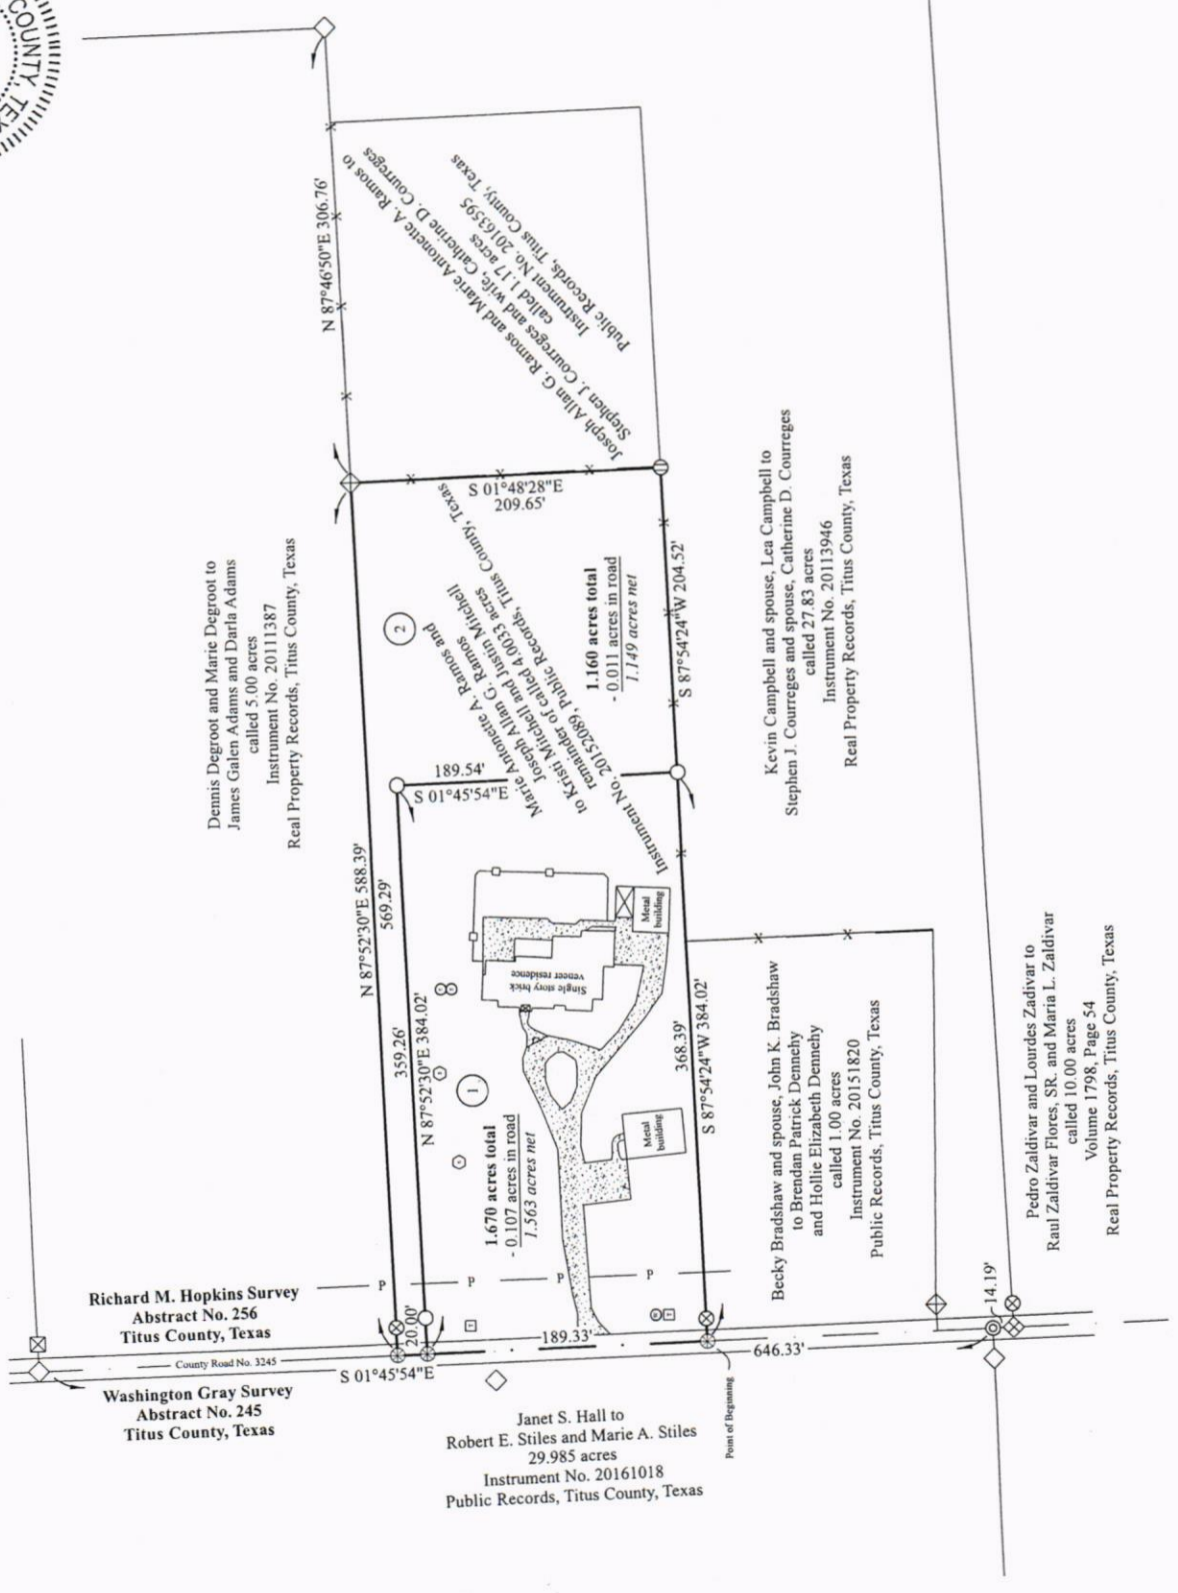 COUNTY, TEX
N 87°46'50"E 306.76'
Joseph Allan G. Ramos and Marie Antonette A. Ramos to
Stephen J. Courreges and wife, Catherine D. Courreges
called 1.17 acres
Instrument No. 20163595
Public Records, Titus County, Texas
S 01°48'28"E
209.65'
Dennis Degroot and Marie Degroot to
James Galen Adams and Darla Adams
called 5.00 acres
Instrument No. 20111387
Real Property Records, Titus County, Texas
2
Marie Antonette A. Ramos and
Joseph Allan G. Ramos
to Kristi Mitchell and Justin Mitchell
remainder of called 4.0033 acres
Instrument No. 20152089, Public Records, Titus County, Texas
1.160 acres total
- 0.011 acres in road
1.149 acres net
S 87°54'24"W 204.52'
Kevin Campbell and spouse, Lea Campbell to
Stephen J. Courreges and spouse, Catherine D. Courreges
called 27.83 acres
Instrument No. 20113946
Real Property Records, Titus County, Texas
189.54'
S 01°45'54"E
N 87°52'30"E 588.39'
569.29'
359.26'
N 87°52'30"E 384.02'
Single story brick
veneer residence
Metal
building
Metal
building
1
1.670 acres total
- 0.107 acres in road
1.563 acres net
368.39'
S 87°54'24"W 384.02'
Becky Bradshaw and spouse, John K. Bradshaw
to Brendan Patrick Dennehy
and Hollie Elizabeth Dennehy
called 1.00 acres
Instrument No. 20151820
Public Records, Titus County, Texas
Pedro Zaldivar and Lourdes Zadivar to
Raul Zaldivar Flores, SR. and Maria L. Zaldivar
called 10.00 acres
Volume 1798, Page 54
Real Property Records, Titus County, Texas
P
P
P
P
Richard M. Hopkins Survey
Abstract No. 256
Titus County, Texas
County Road No. 3245
Washington Gray Survey
Abstract No. 245
Titus County, Texas
20.00'
S 01°45'54"E
189.33'
646.33'
14.19'
Point of Beginning
Janet S. Hall to
Robert E. Stiles and Marie A. Stiles
29.985 acres
Instrument No. 20161018
Public Records, Titus County, Texas